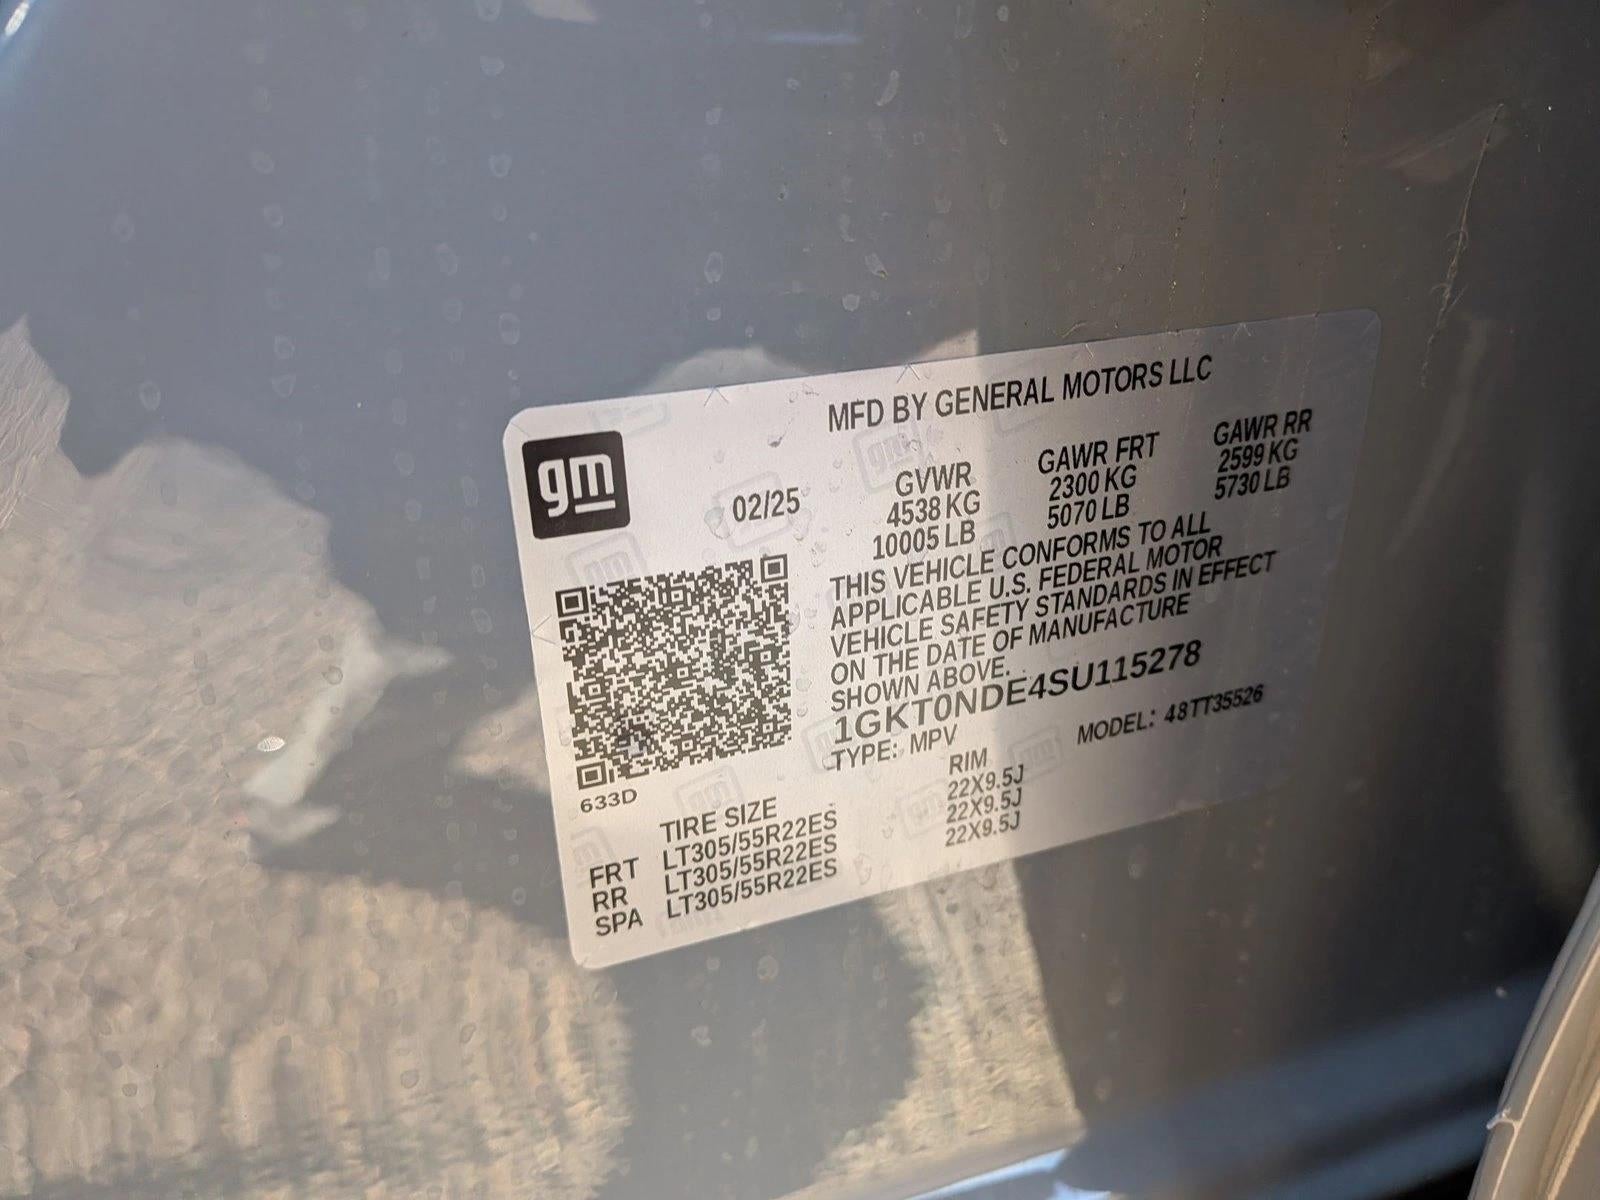 MFD BY GENERAL MOTORS LLC
gm
02/25
GVWR
4538 KG
10005 LB
GAWR FRT
2300 KG
5070 LB
GAWR RR
2599 KG
5730 LB
THIS VEHICLE CONFORMS TO ALL
APPLICABLE U.S. FEDERAL MOTOR
VEHICLE SAFETY STANDARDS IN EFFECT
ON THE DATE OF MANUFACTURE
SHOWN ABOVE.
1GKT0NDE4SU115278
TYPE: MPV
MODEL: 48TT35526
633D
TIRE SIZE RIM
FRT LT305/55R22ES 22X9.5J
RR LT305/55R22ES 22X9.5J
SPA LT305/55R22ES 22X9.5J